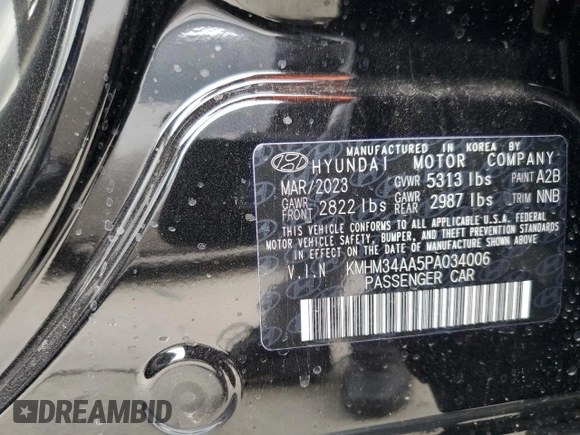 MANUFACTURED IN KOREA BY
HYUNDAI MOTOR COMPANY
MAR/2023 GVWR 5313 lbs PAINT A2B
GAWR FRONT 2822 lbs GAWR REAR 2987 lbs TRIM NNB
THIS VEHICLE CONFORMS TO ALL APPLICABLE U.S.A. FEDERAL
MOTOR VEHICLE SAFETY, BUMPER, AND THEFT PREVENTION STANDARDS
IN EFFECT ON THE DATE OF MANUFACTURE SHOWN ABOVE.
V.I.N KMHM34AA5PA034006
PASSENGER CAR
DREAMBID